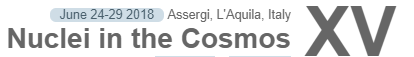 June 24-29 2018 Assergi, L'Aquila, Italy
Nuclei in the Cosmos XV